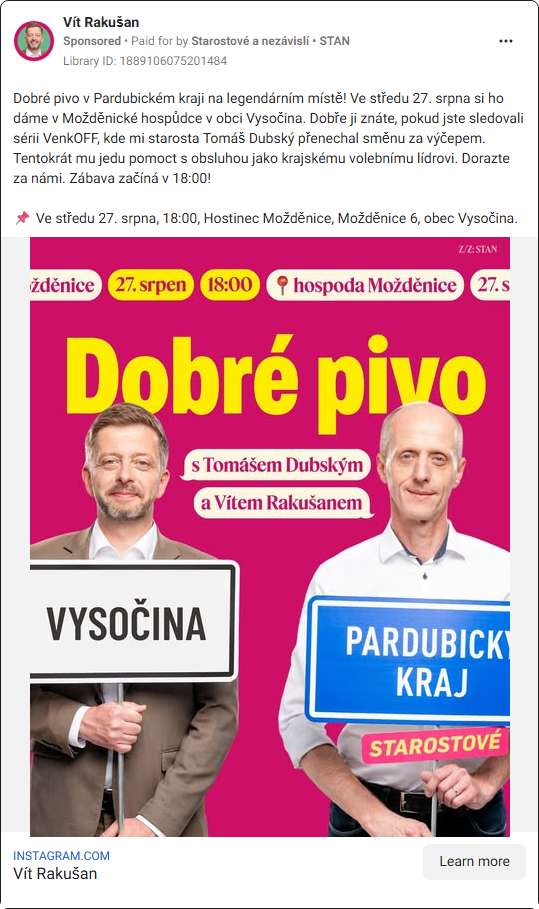 Vít Rakušan
Sponsored • Paid for by Starostové a nezávislí • STAN
Library ID: 1889106075201484
Dobré pivo v Pardubickém kraji na legendárním místě! Ve středu 27. srpna si ho
dáme v Možděnické hospůdce v obci Vysočina. Dobře ji znáte, pokud jste sledovali
sérii VenkOFF, kde mi starosta Tomáš Dubský přenechal směnu za výčepem.
Tentokrát mu jedu pomoct s obsluhou jako krajskému volebnímu lídrovi. Dorazte
za námi. Zábava začíná v 18:00!
📌 Ve středu 27. srpna, 18:00, Hostinec Možděnice, Možděnice 6, obec Vysočina.
Z/Z: STAN
žděnice 27. srpen 18:00 📍hospoda Možděnice 27. s
Dobré pivo
s Tomášem Dubským
a Vítem Rakušanem
VYSOČINA
PARDUBICKÝ
KRAJ
STAROSTOVÉ
INSTAGRAM.COM
Vít Rakušan
Learn more